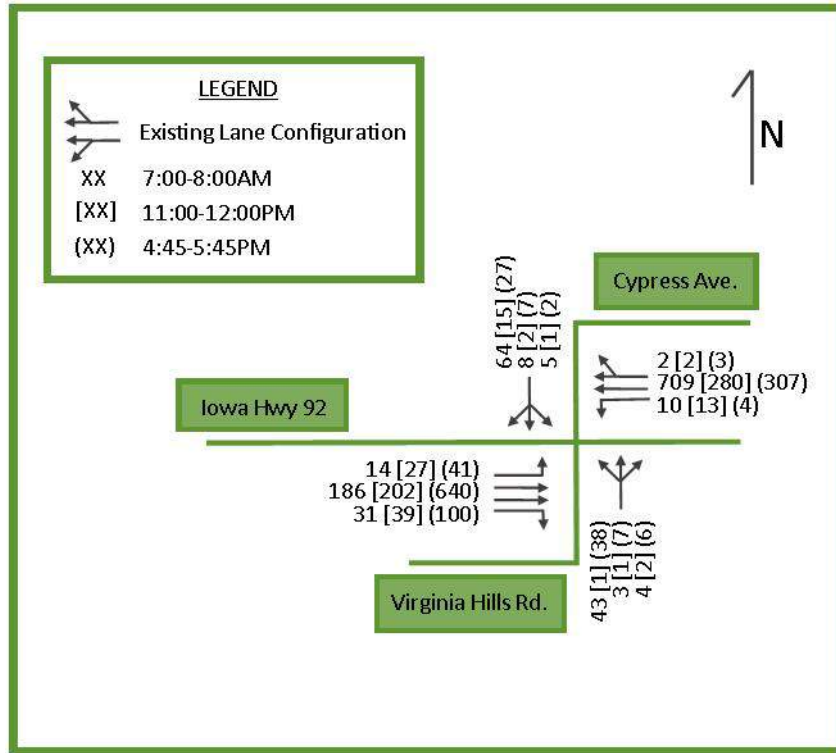 LEGEND
Existing Lane Configuration
XX 7:00-8:00AM
[XX] 11:00-12:00PM
(XX) 4:45-5:45PM
N
64 [15] (27)
8 [2] (7)
5 [1] (2)
Cypress Ave.
2 [2] (3)
709 [280] (307)
10 [13] (4)
Iowa Hwy 92
14 [27] (41)
186 [202] (640)
31 [39] (100)
43 [1] (38)
3 [1] (7)
4 [2] (6)
Virginia Hills Rd.